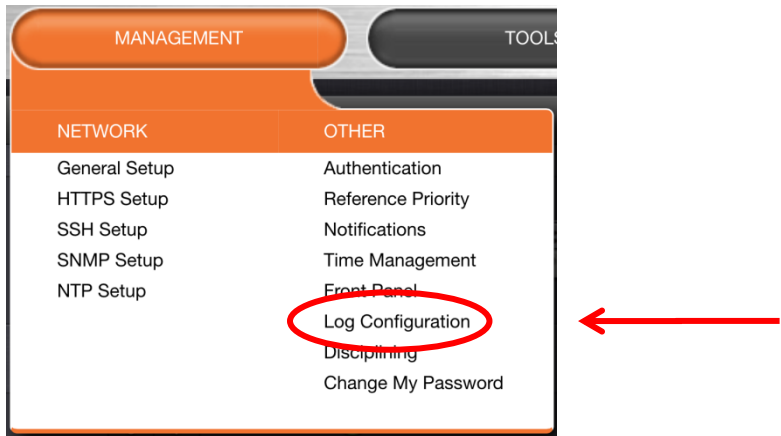 MANAGEMENT
TOOLS
NETWORK
General Setup
HTTPS Setup
SSH Setup
SNMP Setup
NTP Setup
OTHER
Authentication
Reference Priority
Notifications
Time Management
Front Panel
Log Configuration
Disciplining
Change My Password